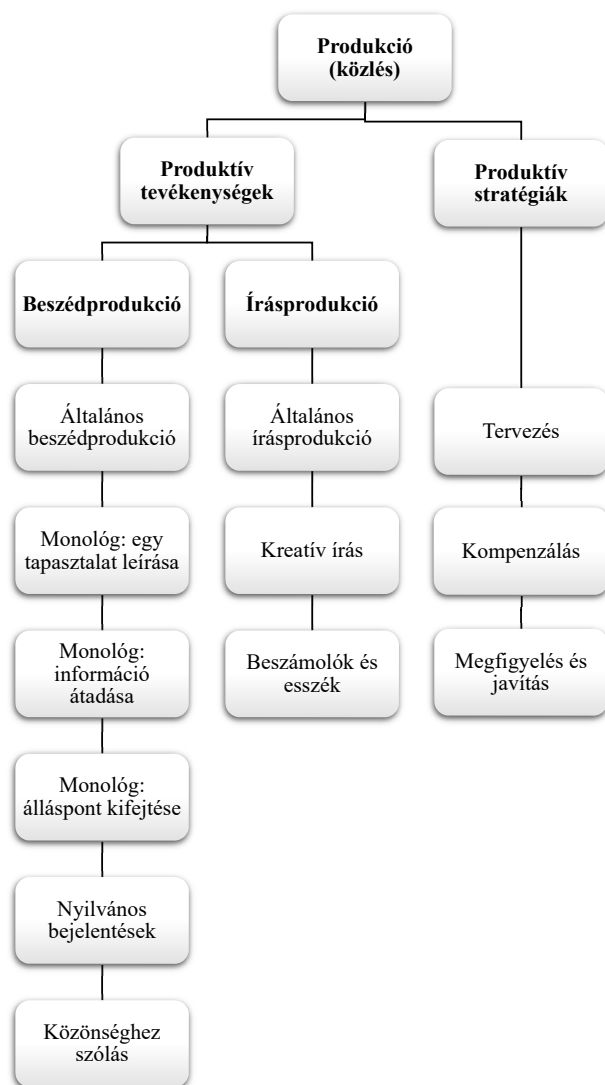 Produkció
(közlés)
Produktív
tevékenységek
Produktív
stratégiák
Beszédprodukció
Írásprodukció
Általános
beszédprodukció
Általános
írásprodukció
Tervezés
Monológ: egy
tapasztalat leírása
Kreatív írás
Kompenzálás
Monológ:
információ
átadása
Beszámolók és
esszék
Megfigyelés és
javítás
Monológ:
álláspont kifejtése
Nyilvános
bejelentések
Közönséghez
szólás